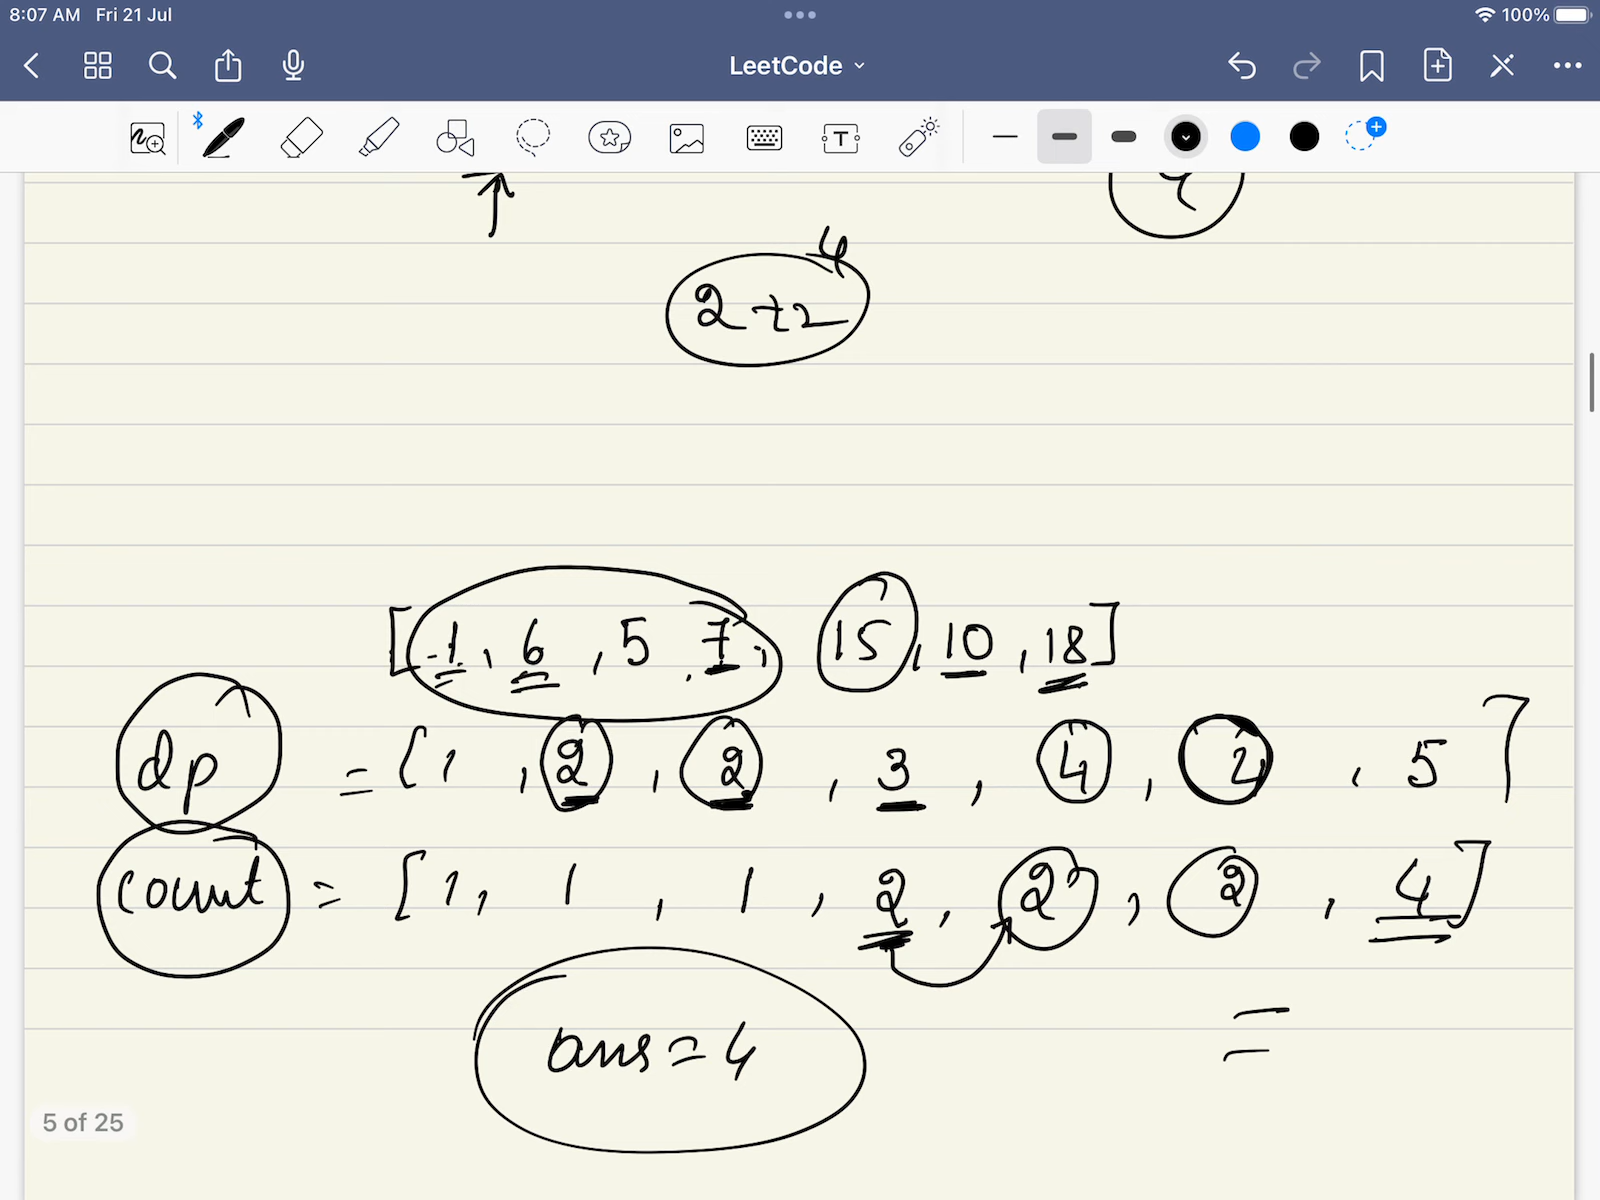 8:07 AM Fri 21 Jul
100%
LeetCode
T
4
2+2
[1, 6, 5, 7, 15, 10, 18]
dp = [1, 2, 2, 3, 4, 4, 5]
count = [1, 1, 1, 2, 2, 2, 4]
=
ans = 4
5 of 25